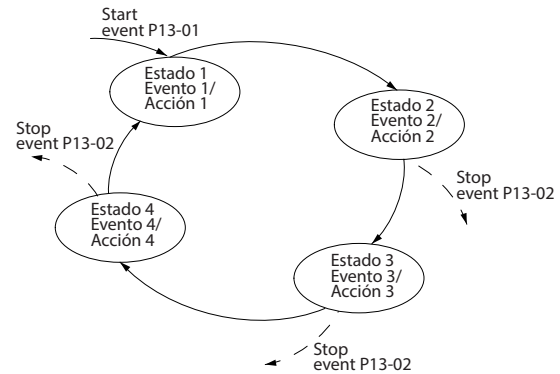 Start
event P13-01
Estado 1
Evento 1/
Acción 1
Estado 2
Evento 2/
Acción 2
Stop
event P13-02
Stop
event P13-02
Estado 4
Evento 4/
Acción 4
Estado 3
Evento 3/
Acción 3
Stop
event P13-02